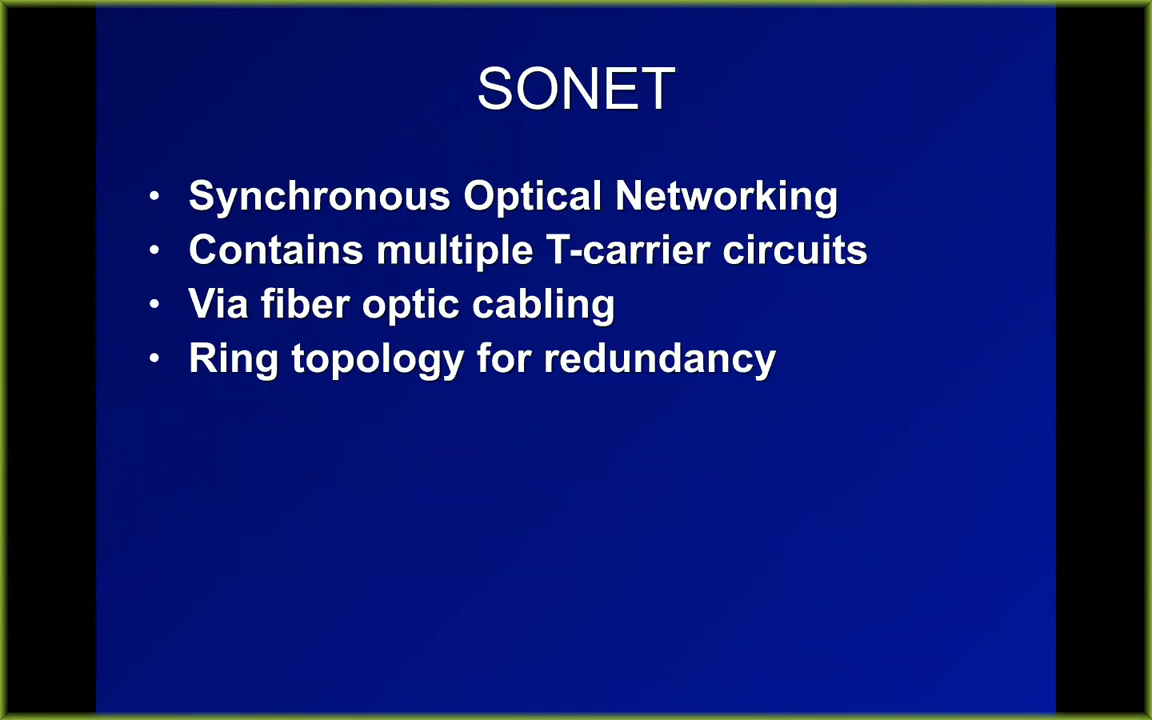 SONET
• Synchronous Optical Networking
• Contains multiple T-carrier circuits
• Via fiber optic cabling
• Ring topology for redundancy